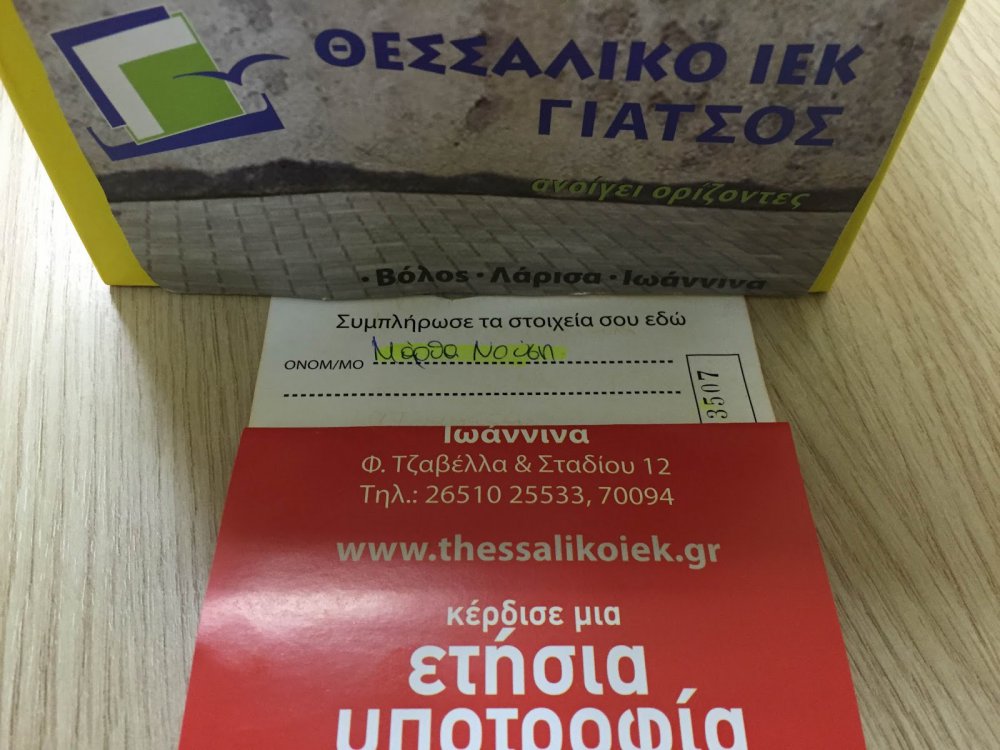 ΘΕΣΣΑΛΙΚΟ ΙΕΚ
ΓΙΑΤΣΟΣ
ανοίγει ορίζοντες
• Βόλος • Λάρισα • Ιωάννινα
Συμπλήρωσε τα στοιχεία σου εδώ
ΟΝΟΜ/ΜΟ Μάρθα
3507
Ιωάννινα
Φ. Τζαβέλλα & Σταδίου 12
Τηλ.: 26510 25533, 70094
www.thessalikoiek.gr
κέρδισε μια
ετήσια
υποτροφία